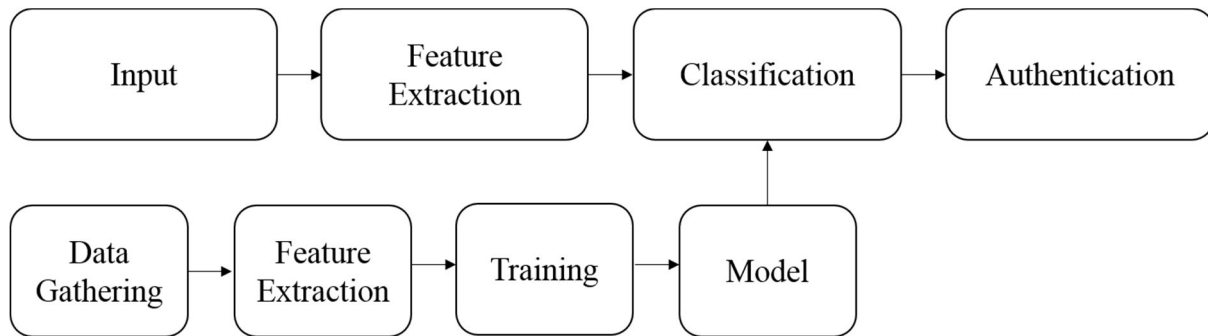 Input
Feature
Extraction
Classification
Authentication
Data
Gathering
Feature
Extraction
Training
Model